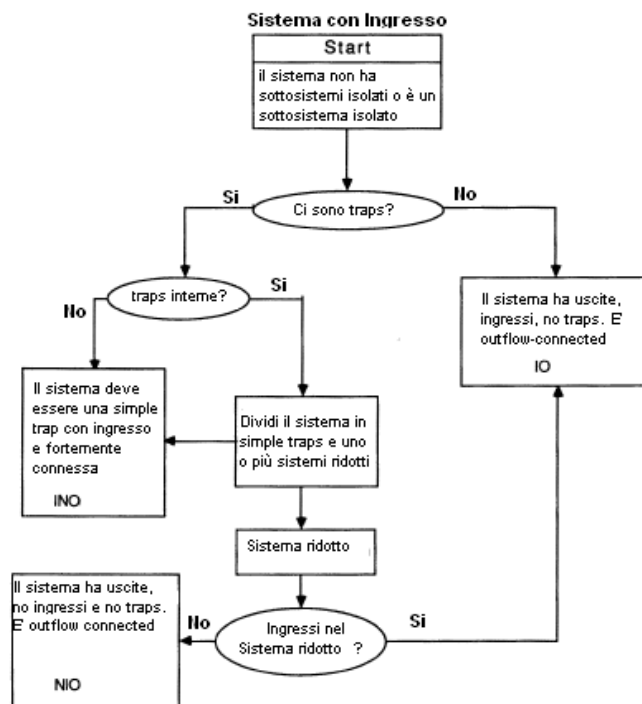 Sistema con Ingresso
Start
il sistema non ha
sottosistemi isolati o è un
sottosistema isolato
Si
No
Ci sono traps?
traps interne?
Si
No
Il sistema ha uscite,
ingressi, no traps. E'
outflow-connected
IO
Il sistema deve
essere una simple
trap con ingresso
e fortemente
connessa
INO
Dividi il sistema in
simple traps e uno
o più sistemi ridotti
Sistema ridotto
Il sistema ha uscite,
no ingressi e no traps.
E' outflow connected
NIO
No
Ingressi nel
Sistema ridotto ?
Si